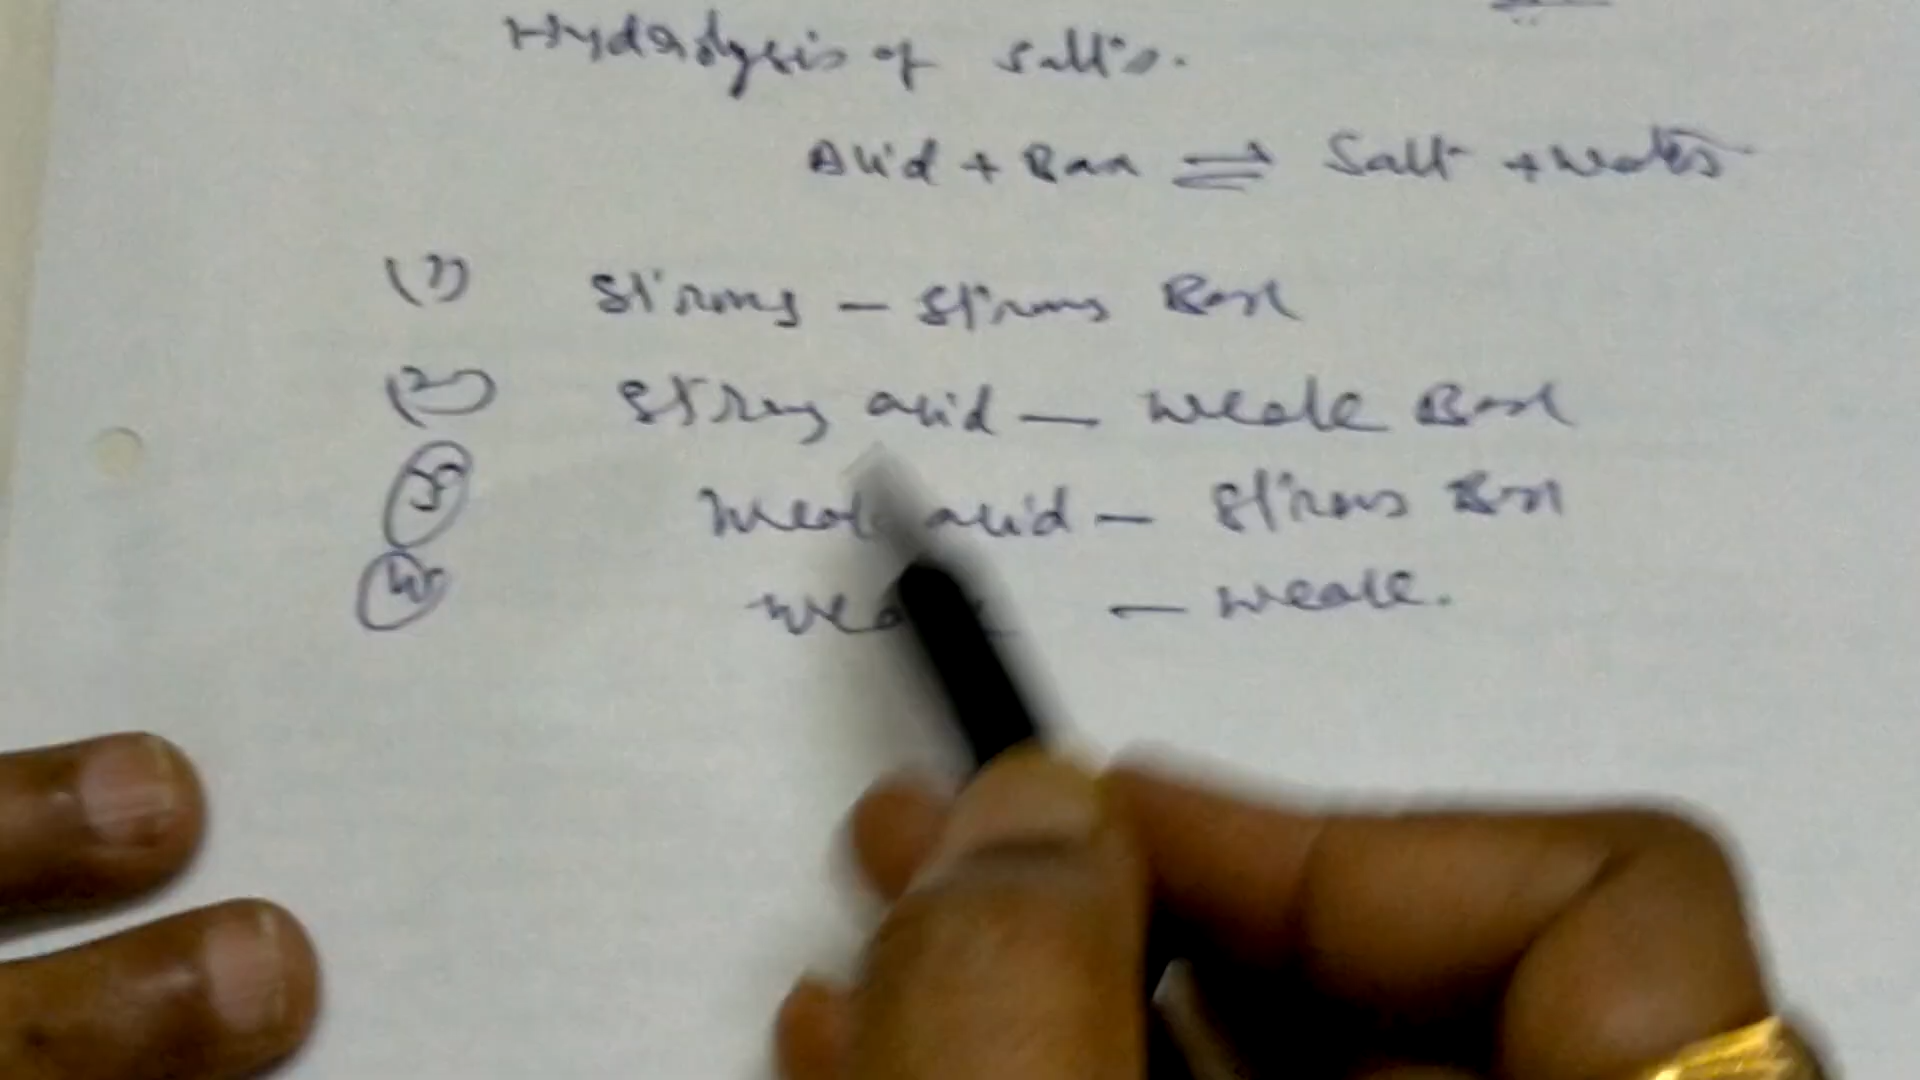 Hydrolysis of salts.
Acid + Base ⇌ Salt + Water
(1) Strong – Strong Base
(2) Strong acid – Weak Base
(3) Weak acid – Strong Base
(4) Weak – Weak.